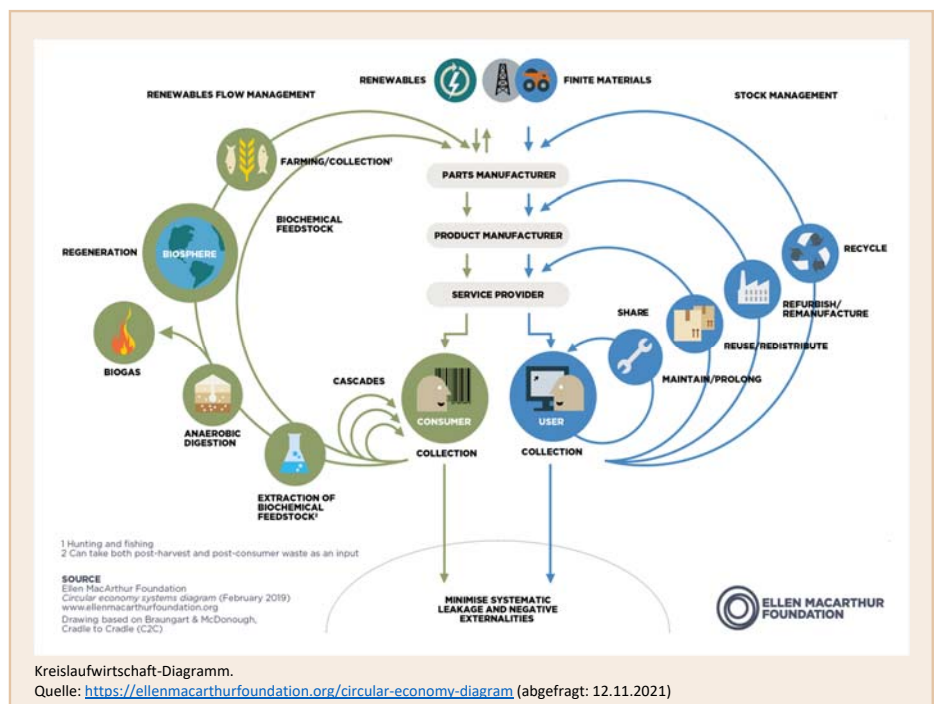 RENEWABLES
FINITE MATERIALS
RENEWABLES FLOW MANAGEMENT
STOCK MANAGEMENT
FARMING/COLLECTION¹
PARTS MANUFACTURER
BIOCHEMICAL
FEEDSTOCK
PRODUCT MANUFACTURER
REGENERATION
BIOSPHERE
RECYCLE
SERVICE PROVIDER
SHARE
REFURBISH/
REMANUFACTURE
REUSE/REDISTRIBUTE
BIOGAS
CASCADES
MAINTAIN/PROLONG
CONSUMER
USER
ANAEROBIC
DIGESTION
COLLECTION
COLLECTION
EXTRACTION OF
BIOCHEMICAL
FEEDSTOCK²
1 Hunting and fishing
2 Can take both post-harvest and post-consumer waste as an input
SOURCE
Ellen MacArthur Foundation
Circular economy systems diagram (February 2019)
www.ellenmacarthurfoundation.org
Drawing based on Braungart & McDonough,
Cradle to Cradle (C2C)
MINIMISE SYSTEMATIC
LEAKAGE AND NEGATIVE
EXTERNALITIES
ELLEN MACARTHUR
FOUNDATION
Kreislaufwirtschaft-Diagramm.
Quelle: https://ellenmacarthurfoundation.org/circular-economy-diagram (abgefragt: 12.11.2021)